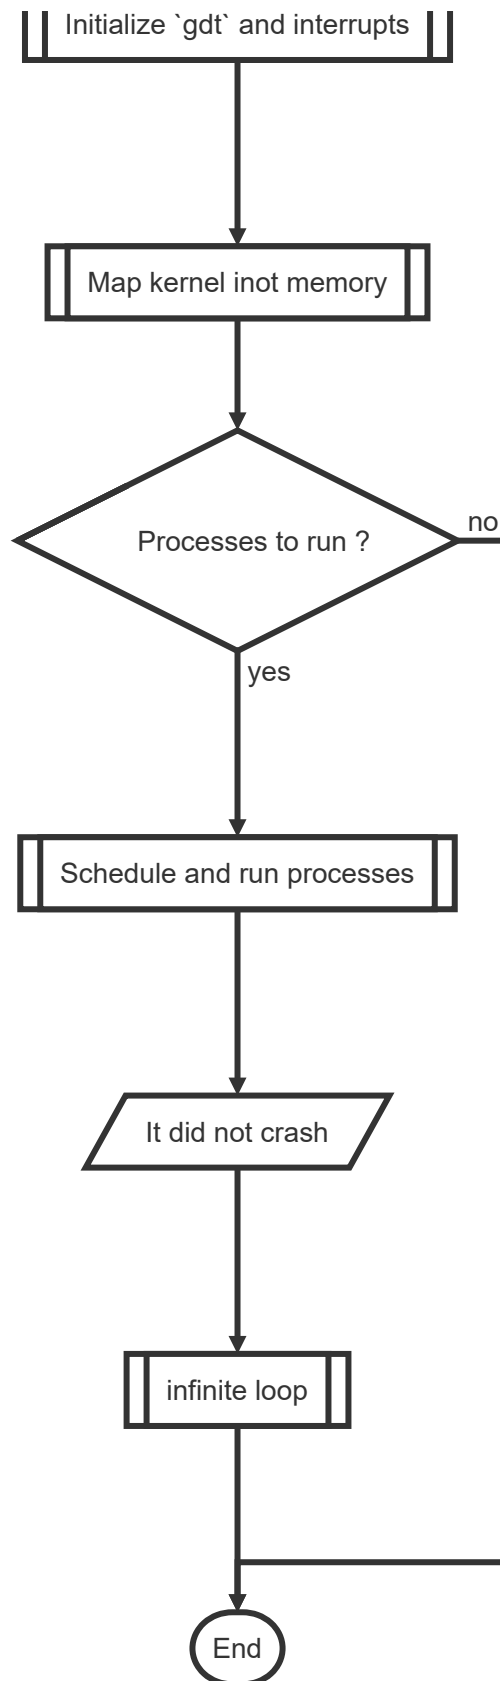 Initialize `gdt` and interrupts
Map kernel inot memory
Processes to run ?
no
yes
Schedule and run processes
It did not crash
infinite loop
End